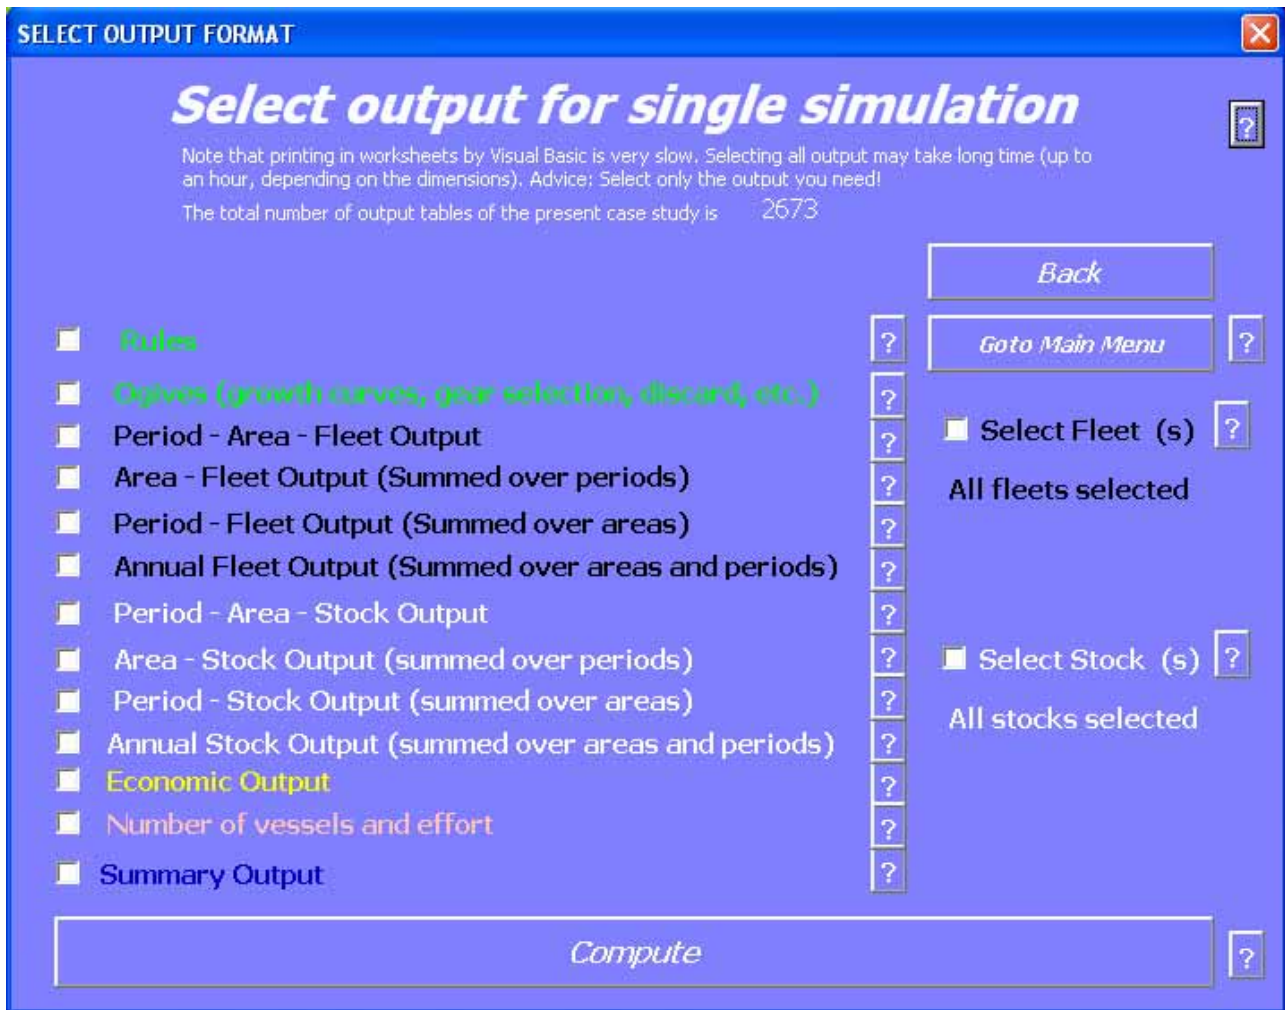 SELECT OUTPUT FORMAT
Select output for single simulation
?
Note that printing in worksheets by Visual Basic is very slow. Selecting all output may take long time (up to
an hour, depending on the dimensions). Advice: Select only the output you need!
The total number of output tables of the present case study is 2673
Back
Rules ?
Goto Main Menu ?
Ogives (growth curves, gear selection, discard, etc.) ?
Period - Area - Fleet Output ?
Select Fleet (s) ?
Area - Fleet Output (Summed over periods) ?
All fleets selected
Period - Fleet Output (Summed over areas) ?
Annual Fleet Output (Summed over areas and periods) ?
Period - Area - Stock Output ?
Area - Stock Output (summed over periods) ?
Select Stock (s) ?
Period - Stock Output (summed over areas) ?
All stocks selected
Annual Stock Output (summed over areas and periods) ?
Economic Output ?
Number of vessels and effort ?
Summary Output ?
Compute ?